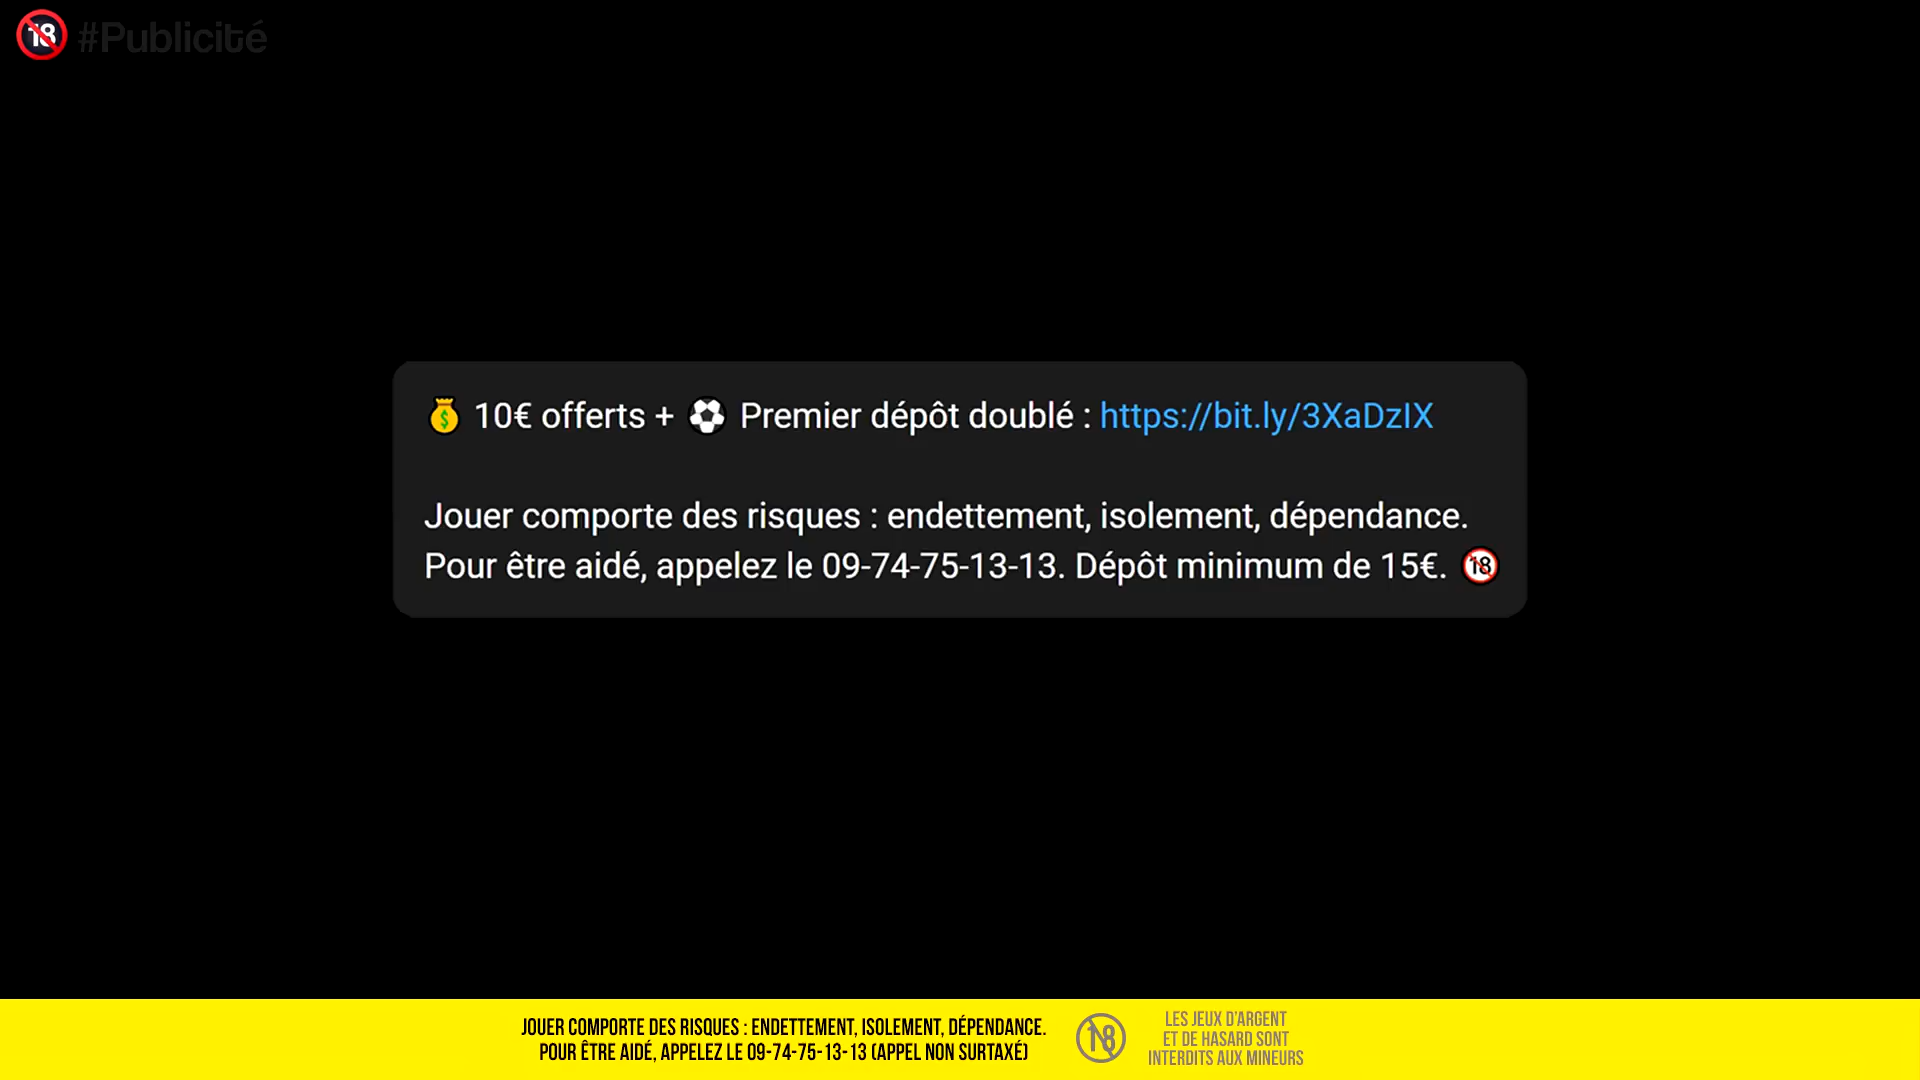 18 #Publicité
💰 10€ offerts + ⚽ Premier dépôt doublé : https://bit.ly/3XaDzIX
Jouer comporte des risques : endettement, isolement, dépendance.
Pour être aidé, appelez le 09-74-75-13-13. Dépôt minimum de 15€. 🔞
JOUER COMPORTE DES RISQUES : ENDETTEMENT, ISOLEMENT, DÉPENDANCE.
POUR ÊTRE AIDÉ, APPELEZ LE 09-74-75-13-13 (APPEL NON SURTAXÉ)
18
LES JEUX D'ARGENT
ET DE HASARD SONT
INTERDITS AUX MINEURS